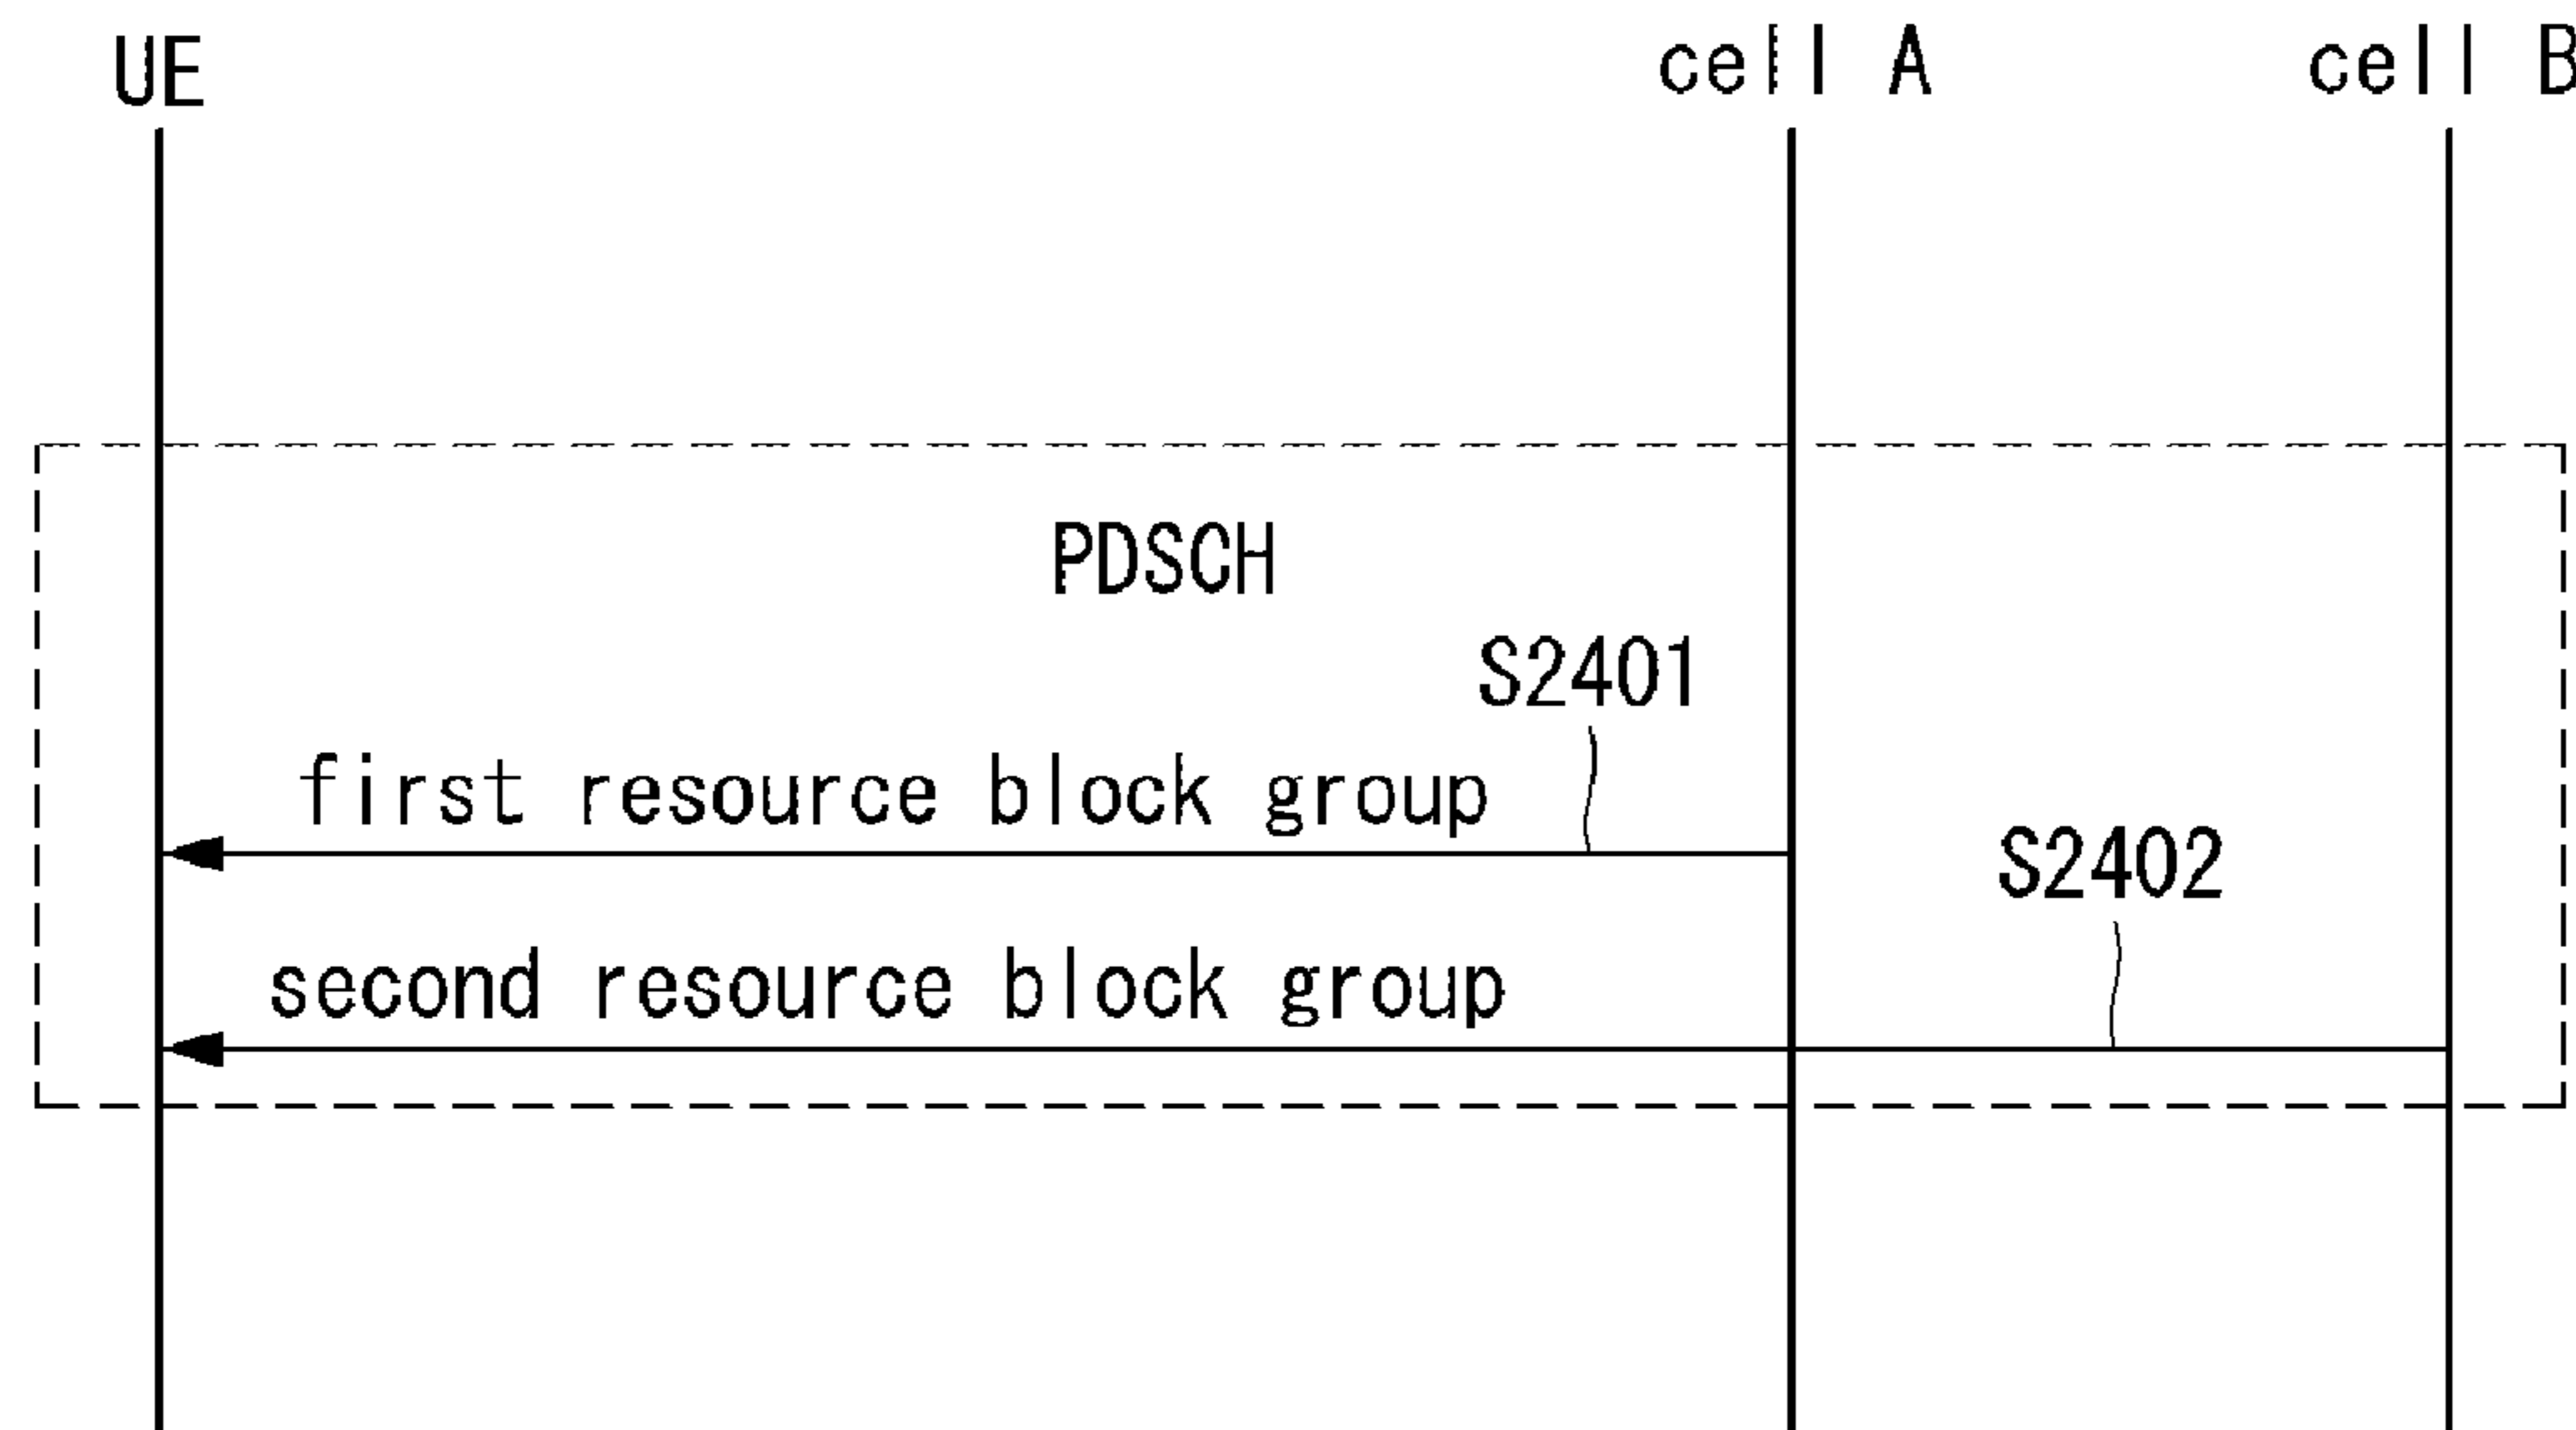 UE cell A cell B
PDSCH
S2401
first resource block group
S2402
second resource block group